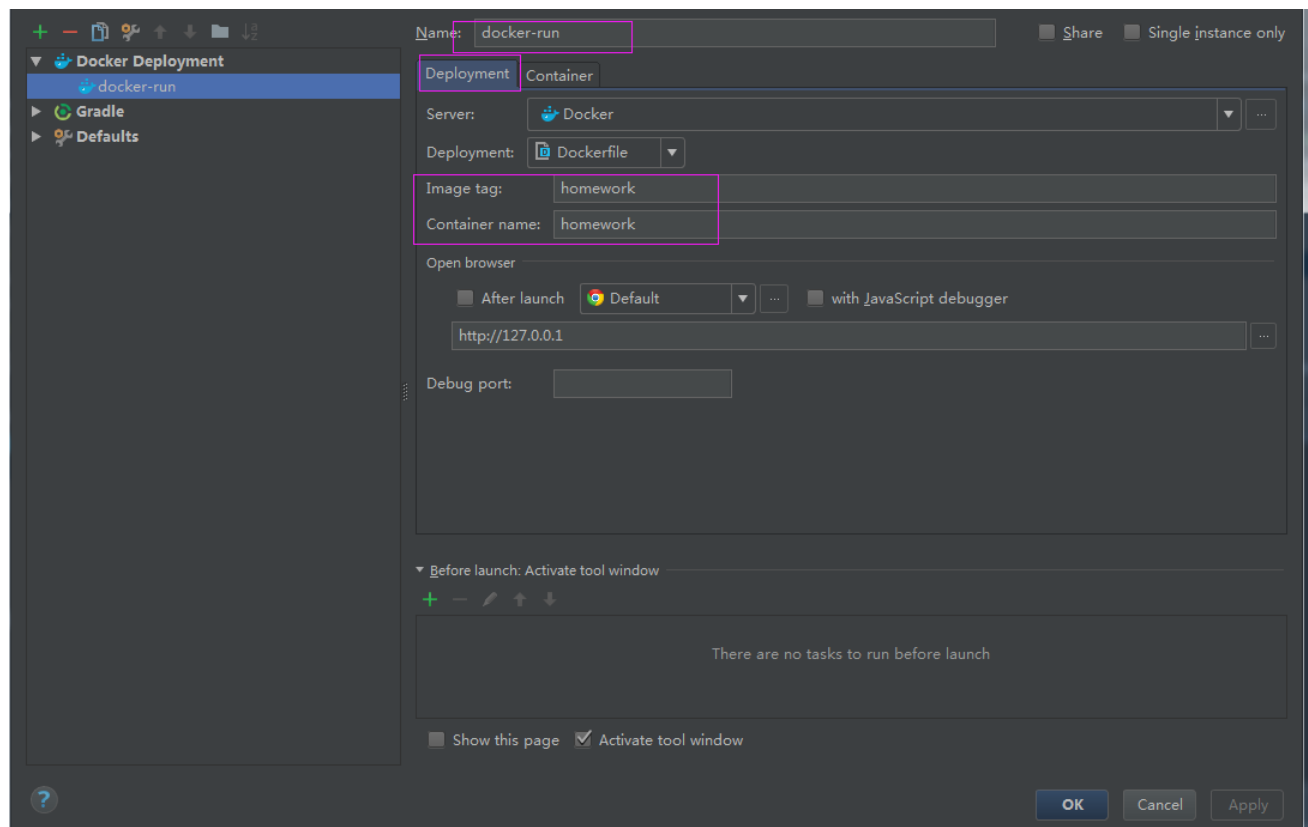 Name: docker-run Share Single instance only
Docker Deployment
docker-run
Gradle
Defaults
Deployment Container
Server: Docker ...
Deployment: Dockerfile
Image tag: homework
Container name: homework
Open browser
After launch Default ... with JavaScript debugger
http://127.0.0.1 ...
Debug port:
Before launch: Activate tool window
There are no tasks to run before launch
Show this page Activate tool window
? OK Cancel Apply